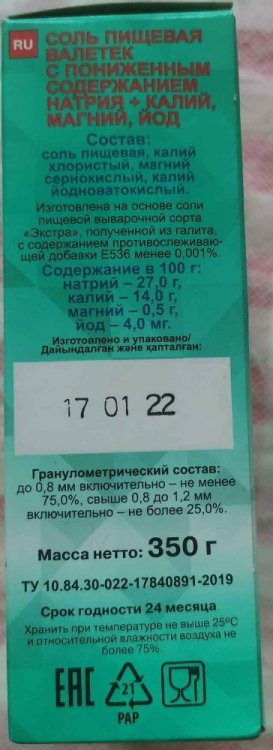 RU
СОЛЬ ПИЩЕВАЯ
ВАЛЕТЕК
С ПОНИЖЕННЫМ
СОДЕРЖАНИЕМ
НАТРИЯ + КАЛИЙ,
МАГНИЙ, ЙОД
Состав:
соль пищевая, калий
хлористый, магний
сернокислый, калий
йодноватокислый.
Изготовлена на основе соли
пищевой выварочной сорта
«Экстра», полученной из галита,
с содержанием противослеживаю-
щей добавки Е536 менее 0,001%.
Содержание в 100 г:
натрий – 27,0 г,
калий – 14,0 г,
магний – 0,5 г,
йод – 4,0 мг.
Изготовлено и упаковано/
Дайындалған және қапталған:
17 01 22
Гранулометрический состав:
до 0,8 мм включительно – не менее
75,0%, свыше 0,8 до 1,2 мм
включительно – не более 25,0%.
Масса нетто: 350 г
ТУ 10.84.30-022-17840891-2019
Срок годности 24 месяца
Хранить при температуре не выше 25ºС
и относительной влажности воздуха не
более 75%.
ЕАС
21
PAP